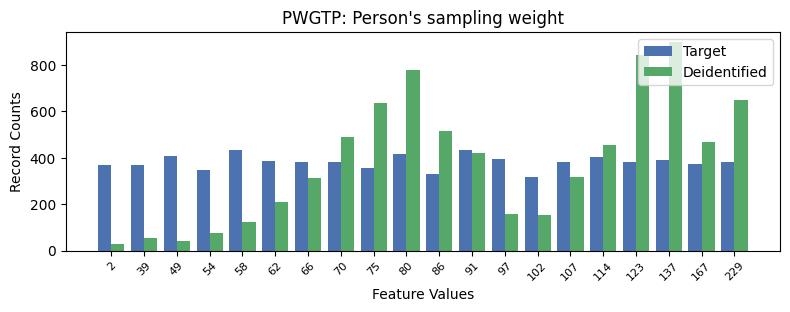 PWGTP: Person's sampling weight
Target
Deidentified
Record Counts
800
600
400
200
0
2 39 49 54 58 62 66 70 75 80 86 91 97 102 107 114 123 137 167 229
Feature Values